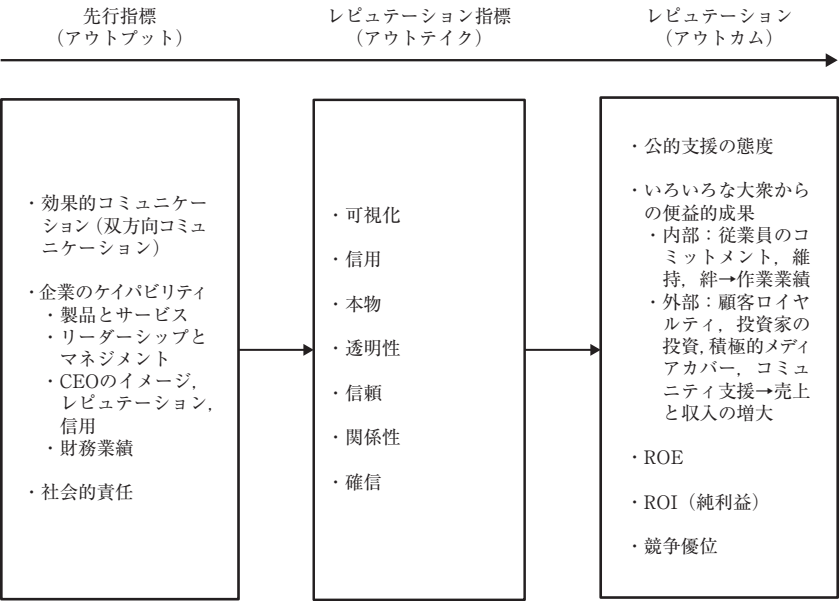 先行指標
(アウトプット)
レピュテーション指標
(アウトテイク)
レピュテーション
(アウトカム)
・効果的コミュニケー
ション(双方向コミュ
ニケーション)
・企業のケイパビリティ
・製品とサービス
・リーダーシップと
マネジメント
・CEOのイメージ,
レピュテーション,
信用
・財務業績
・社会的責任
・可視化
・信用
・本物
・透明性
・信頼
・関係性
・確信
・公的支援の態度
・いろいろな大衆から
の便益的成果
・内部：従業員のコ
ミットメント，維
持，絆→作業業績
・外部：顧客ロイヤ
ルティ，投資家の
投資,積極的メディ
アカバー，コミュ
ニティ支援→売上
と収入の増大
・ROE
・ROI（純利益）
・競争優位